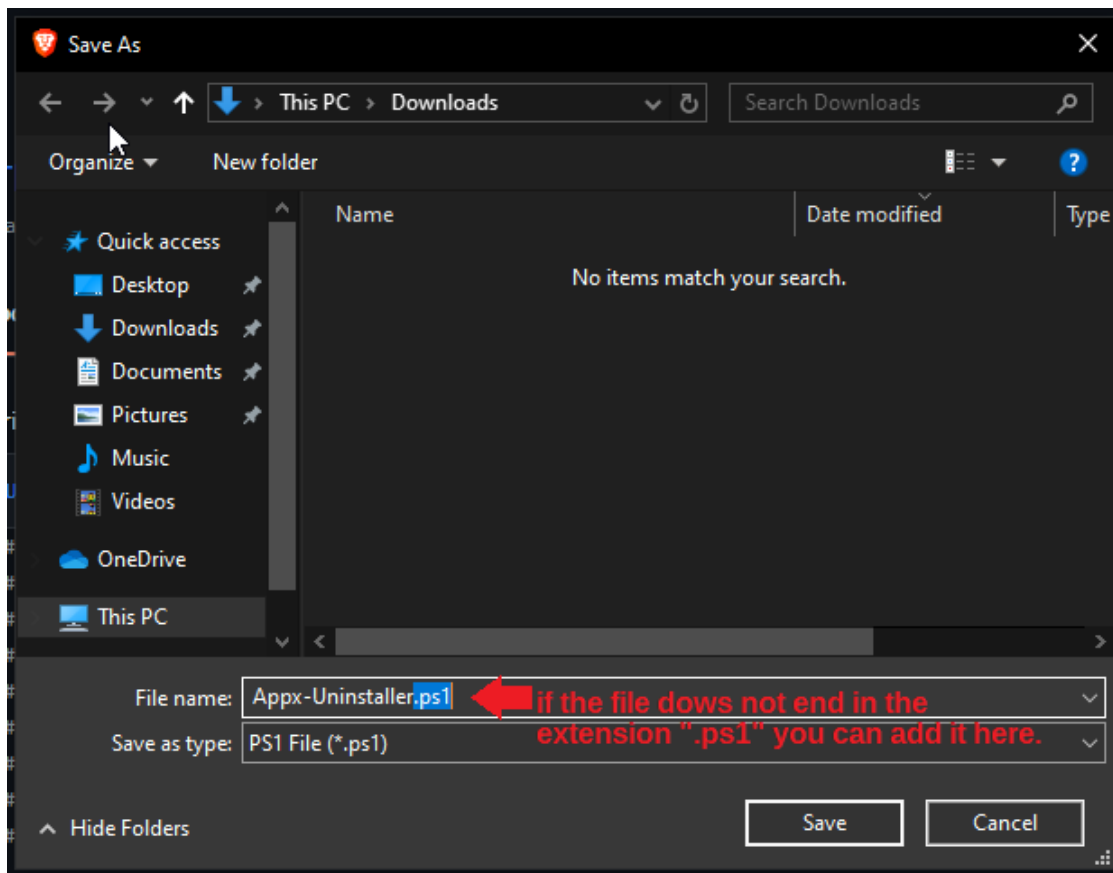 Save As
This PC > Downloads
Search Downloads
Organize
New folder
Name
Date modified
Type
Quick access
No items match your search.
Desktop
Downloads
Documents
Pictures
Music
Videos
OneDrive
This PC
File name: Appx-Uninstaller.ps1
if the file dows not end in the
extension ".ps1" you can add it here.
Save as type: PS1 File (*.ps1)
Hide Folders
Save
Cancel